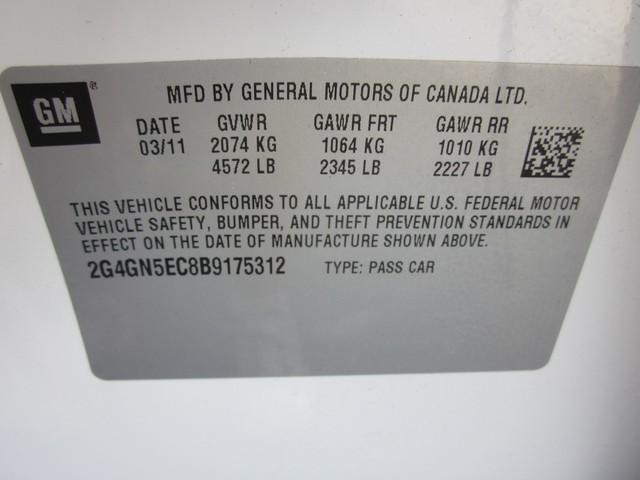 GM ®
MFD BY GENERAL MOTORS OF CANADA LTD.
DATE GVWR GAWR FRT GAWR RR
03/11 2074 KG 1064 KG 1010 KG
4572 LB 2345 LB 2227 LB
THIS VEHICLE CONFORMS TO ALL APPLICABLE U.S. FEDERAL MOTOR
VEHICLE SAFETY, BUMPER, AND THEFT PREVENTION STANDARDS IN
EFFECT ON THE DATE OF MANUFACTURE SHOWN ABOVE.
2G4GN5EC8B9175312 TYPE: PASS CAR